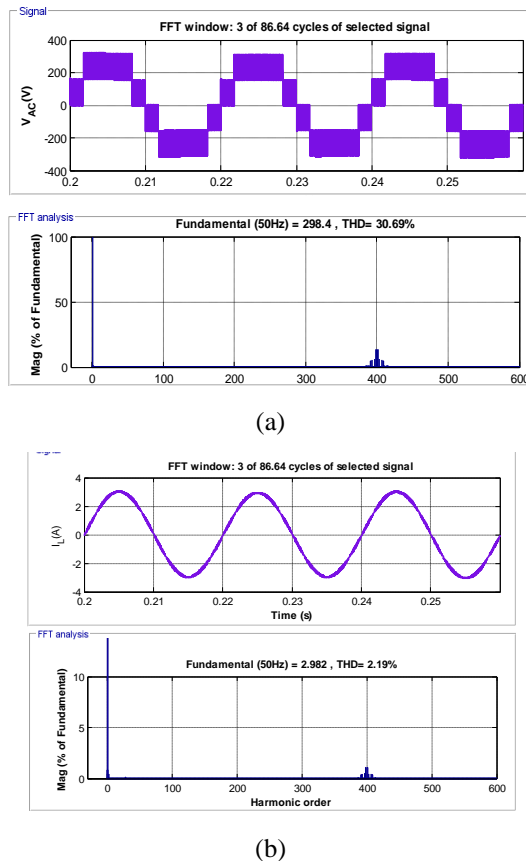 Signal
FFT window: 3 of 86.64 cycles of selected signal
400
200
0
-200
-400
V_AC(V)
0.2 0.21 0.22 0.23 0.24 0.25
FFT analysis
Fundamental (50Hz) = 298.4 , THD= 30.69%
100
50
0
Mag (% of Fundamental)
0 100 200 300 400 500 600
(a)
Signal
FFT window: 3 of 86.64 cycles of selected signal
4
2
0
-2
-4
I_L(A)
0.2 0.21 0.22 0.23 0.24 0.25
Time (s)
FFT analysis
Fundamental (50Hz) = 2.982 , THD= 2.19%
10
5
0
Mag (% of Fundamental)
0 100 200 300 400 500 600
Harmonic order
(b)